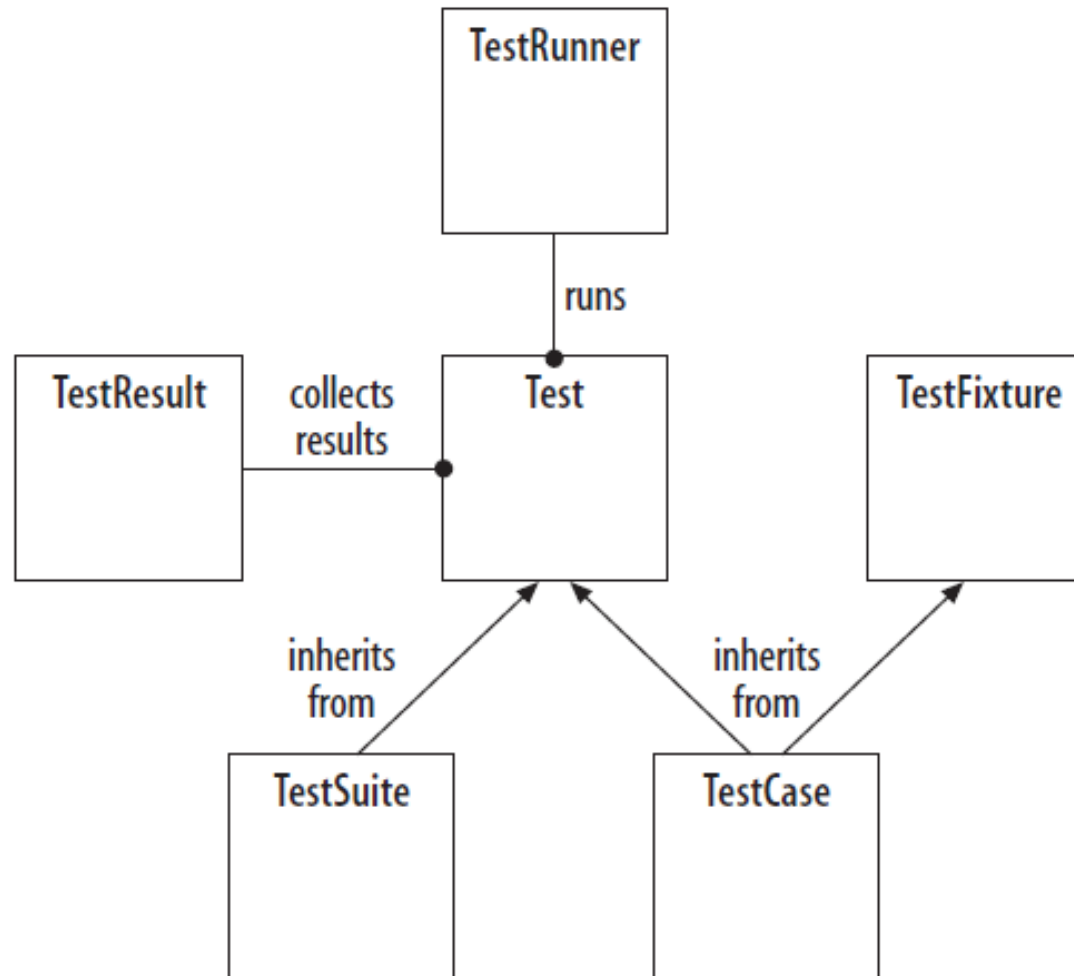 TestRunner
runs
TestResult
collects
results
Test
TestFixture
inherits
from
inherits
from
TestSuite
TestCase